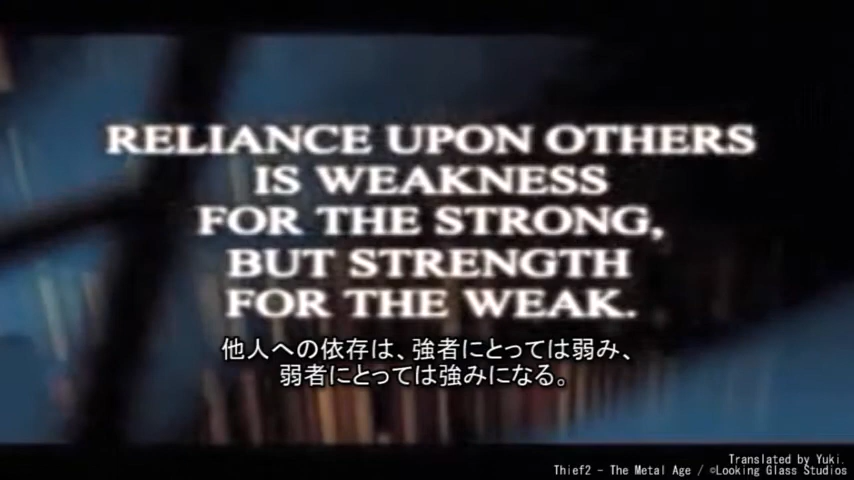 RELIANCE UPON OTHERS
IS WEAKNESS
FOR THE STRONG,
BUT STRENGTH
FOR THE WEAK.
他人への依存は、強者にとっては弱み、
弱者にとっては強みになる。
Translated by Yuki.
Thief2 - The Metal Age / ©Looking Glass Studios